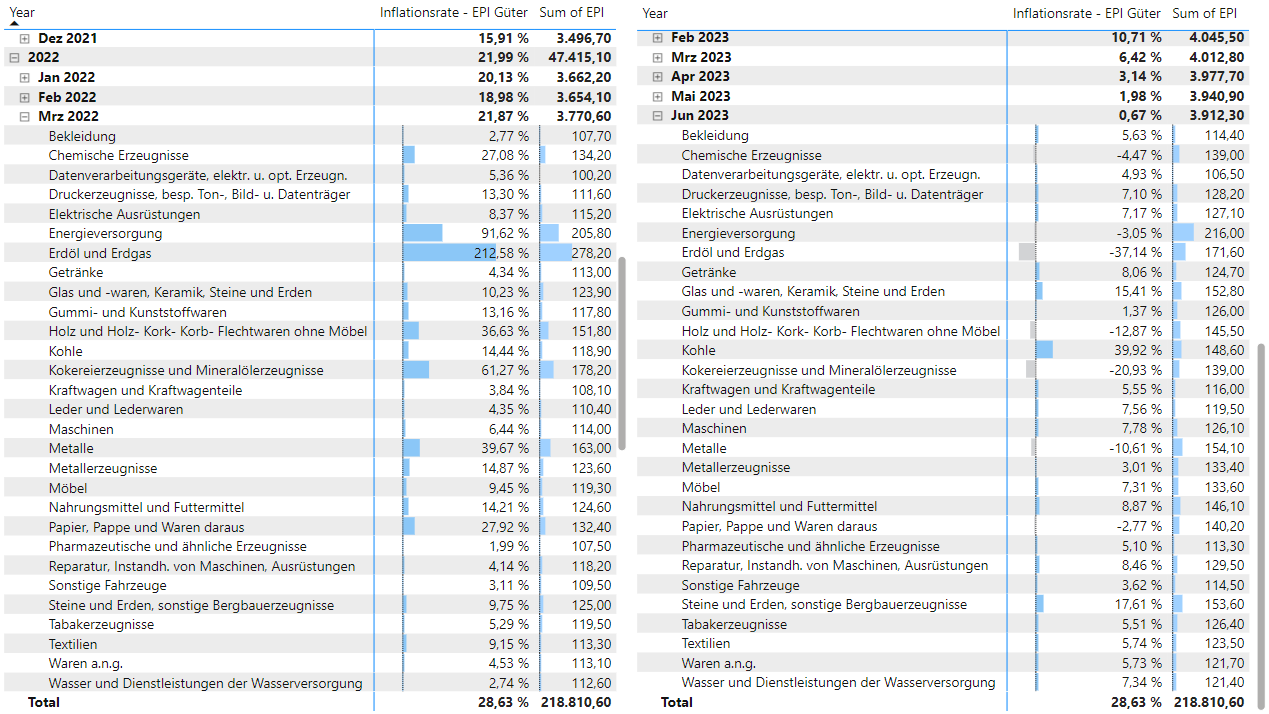 Year Inflationsrate - EPI Güter Sum of EPI
Dez 2021 15,91 % 3.496,70
2022 21,99 % 47.415,10
Jan 2022 20,13 % 3.662,20
Feb 2022 18,98 % 3.654,10
Mrz 2022 21,87 % 3.770,60
Bekleidung 2,77 % 107,70
Chemische Erzeugnisse 27,08 % 134,20
Datenverarbeitungsgeräte, elektr. u. opt. Erzeugn. 5,36 % 100,20
Druckerzeugnisse, besp. Ton-, Bild- u. Datenträger 13,30 % 111,60
Elektrische Ausrüstungen 8,37 % 115,20
Energieversorgung 91,62 % 205,80
Erdöl und Erdgas 212,58 % 278,20
Getränke 4,34 % 113,00
Glas und -waren, Keramik, Steine und Erden 10,23 % 123,90
Gummi- und Kunststoffwaren 13,16 % 117,80
Holz und Holz- Kork- Korb- Flechtwaren ohne Möbel 36,63 % 151,80
Kohle 14,44 % 118,90
Kokereierzeugnisse und Mineralölerzeugnisse 61,27 % 178,20
Kraftwagen und Kraftwagenteile 3,84 % 108,10
Leder und Lederwaren 4,35 % 110,40
Maschinen 6,44 % 114,00
Metalle 39,67 % 163,00
Metallerzeugnisse 14,87 % 123,60
Möbel 9,45 % 119,30
Nahrungsmittel und Futtermittel 14,21 % 124,60
Papier, Pappe und Waren daraus 27,92 % 132,40
Pharmazeutische und ähnliche Erzeugnisse 1,99 % 107,50
Reparatur, Instandh. von Maschinen, Ausrüstungen 4,14 % 118,20
Sonstige Fahrzeuge 3,11 % 109,50
Steine und Erden, sonstige Bergbauerzeugnisse 9,75 % 125,00
Tabakerzeugnisse 5,29 % 119,50
Textilien 9,15 % 113,30
Waren a.n.g. 4,53 % 113,10
Wasser und Dienstleistungen der Wasserversorgung 2,74 % 112,60
Total 28,63 % 218.810,60
Year Inflationsrate - EPI Güter Sum of EPI
Feb 2023 10,71 % 4.045,50
Mrz 2023 6,42 % 4.012,80
Apr 2023 3,14 % 3.977,70
Mai 2023 1,98 % 3.940,90
Jun 2023 0,67 % 3.912,30
Bekleidung 5,63 % 114,40
Chemische Erzeugnisse -4,47 % 139,00
Datenverarbeitungsgeräte, elektr. u. opt. Erzeugn. 4,93 % 106,50
Druckerzeugnisse, besp. Ton-, Bild- u. Datenträger 7,10 % 128,20
Elektrische Ausrüstungen 7,17 % 127,10
Energieversorgung -3,05 % 216,00
Erdöl und Erdgas -37,14 % 171,60
Getränke 8,06 % 124,70
Glas und -waren, Keramik, Steine und Erden 15,41 % 152,80
Gummi- und Kunststoffwaren 1,37 % 126,00
Holz und Holz- Kork- Korb- Flechtwaren ohne Möbel -12,87 % 145,50
Kohle 39,92 % 148,60
Kokereierzeugnisse und Mineralölerzeugnisse -20,93 % 139,00
Kraftwagen und Kraftwagenteile 5,55 % 116,00
Leder und Lederwaren 7,56 % 119,50
Maschinen 7,78 % 126,10
Metalle -10,61 % 154,10
Metallerzeugnisse 3,01 % 133,40
Möbel 7,31 % 133,60
Nahrungsmittel und Futtermittel 8,87 % 146,10
Papier, Pappe und Waren daraus -2,77 % 140,20
Pharmazeutische und ähnliche Erzeugnisse 5,10 % 113,30
Reparatur, Instandh. von Maschinen, Ausrüstungen 8,46 % 129,50
Sonstige Fahrzeuge 3,62 % 114,50
Steine und Erden, sonstige Bergbauerzeugnisse 17,61 % 153,60
Tabakerzeugnisse 5,51 % 126,40
Textilien 5,74 % 123,50
Waren a.n.g. 5,73 % 121,70
Wasser und Dienstleistungen der Wasserversorgung 7,34 % 121,40
Total 28,63 % 218.810,60